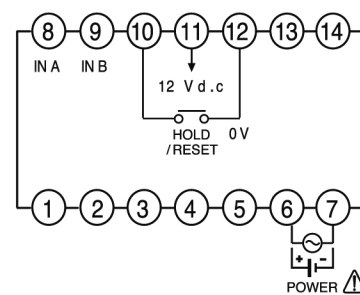 8 9 10 11 12 13 14
IN A IN B
12 Vd.c
HOLD 0V
/RESET
1 2 3 4 5 6 7
+ -
POWER